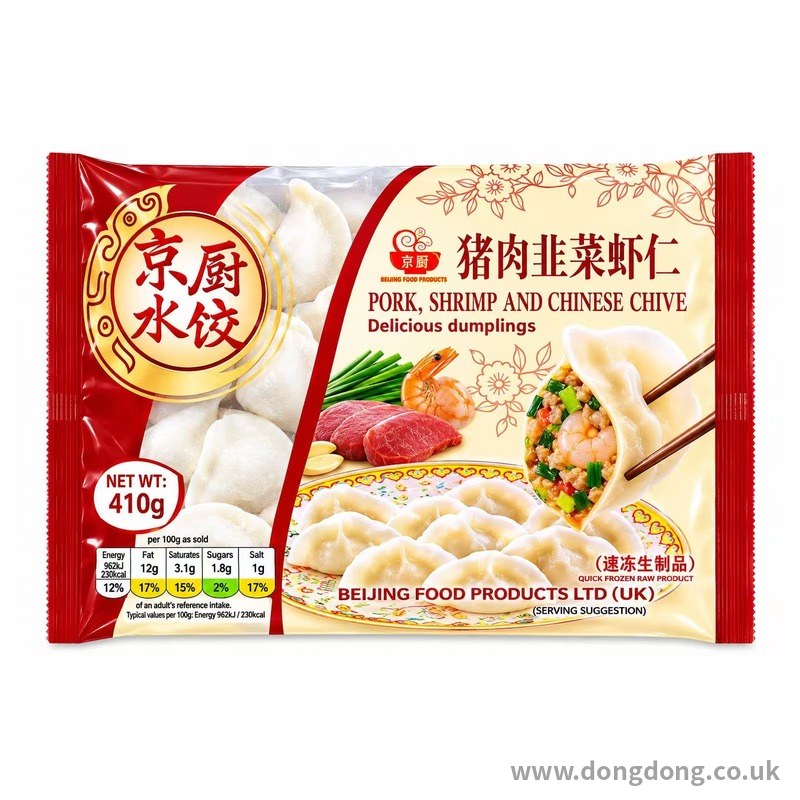 京厨
水饺
京厨
BEIJING FOOD PRODUCTS
猪肉韭菜虾仁
PORK, SHRIMP AND CHINESE CHIVE
Delicious dumplings
NET WT:
410g
per 100g as sold
Energy Fat Saturates Sugars Salt
962kJ 230kcal 12g 3.1g 1.8g 1g
12% 17% 15% 2% 17%
of an adult's reference intake.
Typical values per 100g: Energy 962kJ / 230kcal
(速冻生制品)
QUICK FROZEN RAW PRODUCT
BEIJING FOOD PRODUCTS LTD (UK)
(SERVING SUGGESTION)
www.dongdong.co.uk